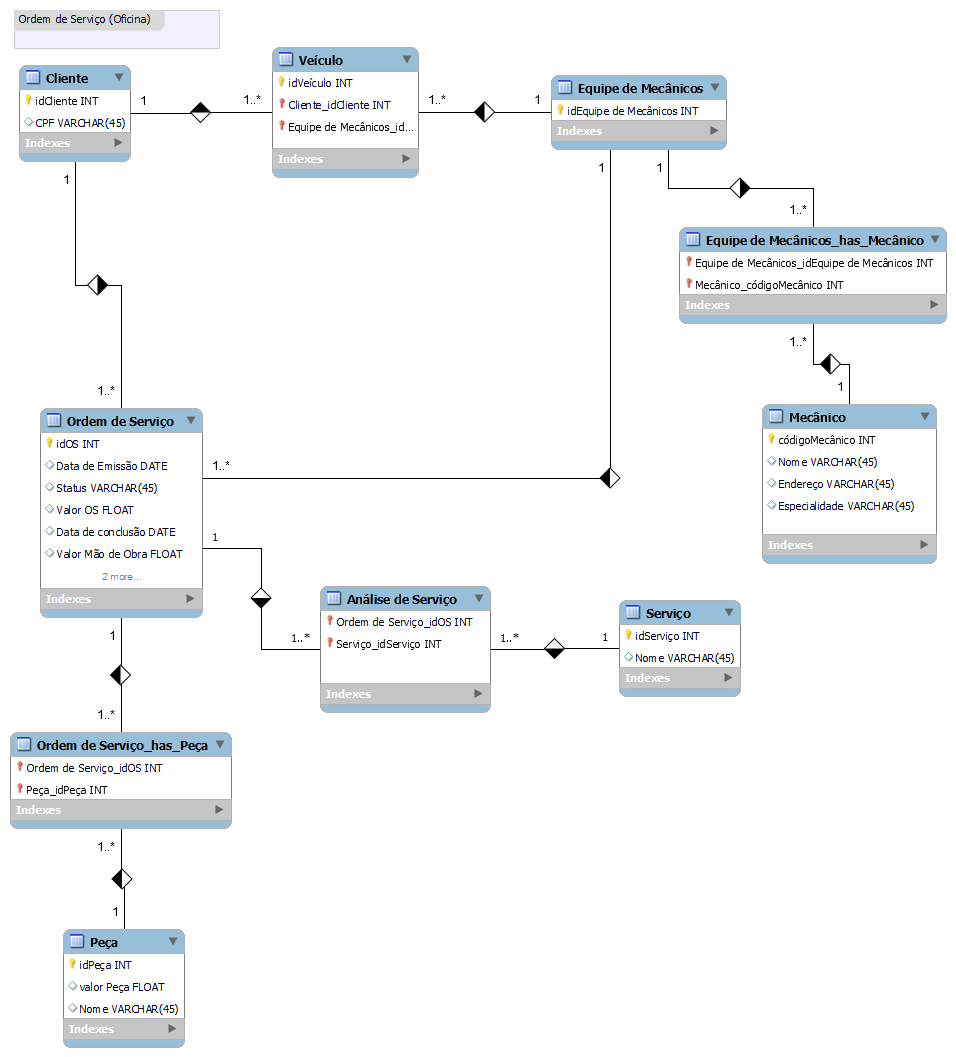 Ordem de Serviço (Oficina)
Cliente
idCliente INT
CPF VARCHAR(45)
Indexes
1
1..*
Veículo
idVeículo INT
Cliente_idCliente INT
Equipe de Mecânicos_id...
Indexes
1..*
1
Equipe de Mecânicos
idEquipe de Mecânicos INT
Indexes
1
1
1
1..*
Equipe de Mecânicos_has_Mecânico
Equipe de Mecânicos_idEquipe de Mecânicos INT
Mecânico_códigoMecânico INT
Indexes
1..*
1
Mecânico
códigoMecânico INT
Nome VARCHAR(45)
Endereço VARCHAR(45)
Especialidade VARCHAR(45)
Indexes
1..*
Ordem de Serviço
idOS INT
Data de Emissão DATE
Status VARCHAR(45)
Valor OS FLOAT
Data de conclusão DATE
Valor Mão de Obra FLOAT
2 more...
Indexes
1..*
1
1..*
Análise de Serviço
Ordem de Serviço_idOS INT
Serviço_idServiço INT
Indexes
1..*
1
Serviço
idServiço INT
Nome VARCHAR(45)
Indexes
1
1..*
Ordem de Serviço_has_Peça
Ordem de Serviço_idOS INT
Peça_idPeça INT
Indexes
1..*
1
Peça
idPeça INT
valor Peça FLOAT
Nome VARCHAR(45)
Indexes